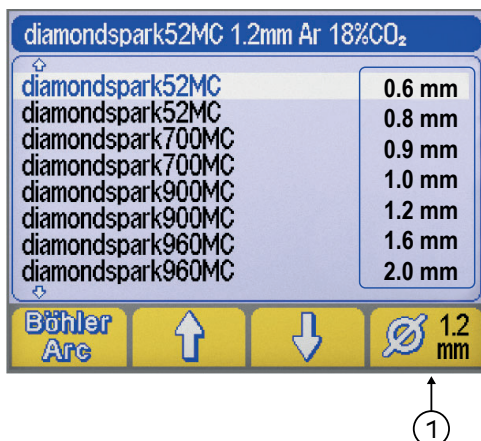 diamondspark52MC 1.2mm Ar 18%CO₂
diamondspark52MC
diamondspark52MC
diamondspark700MC
diamondspark700MC
diamondspark900MC
diamondspark900MC
diamondspark960MC
diamondspark960MC
0.6 mm
0.8 mm
0.9 mm
1.0 mm
1.2 mm
1.6 mm
2.0 mm
Böhler
Arc
Ø 1.2
mm
1